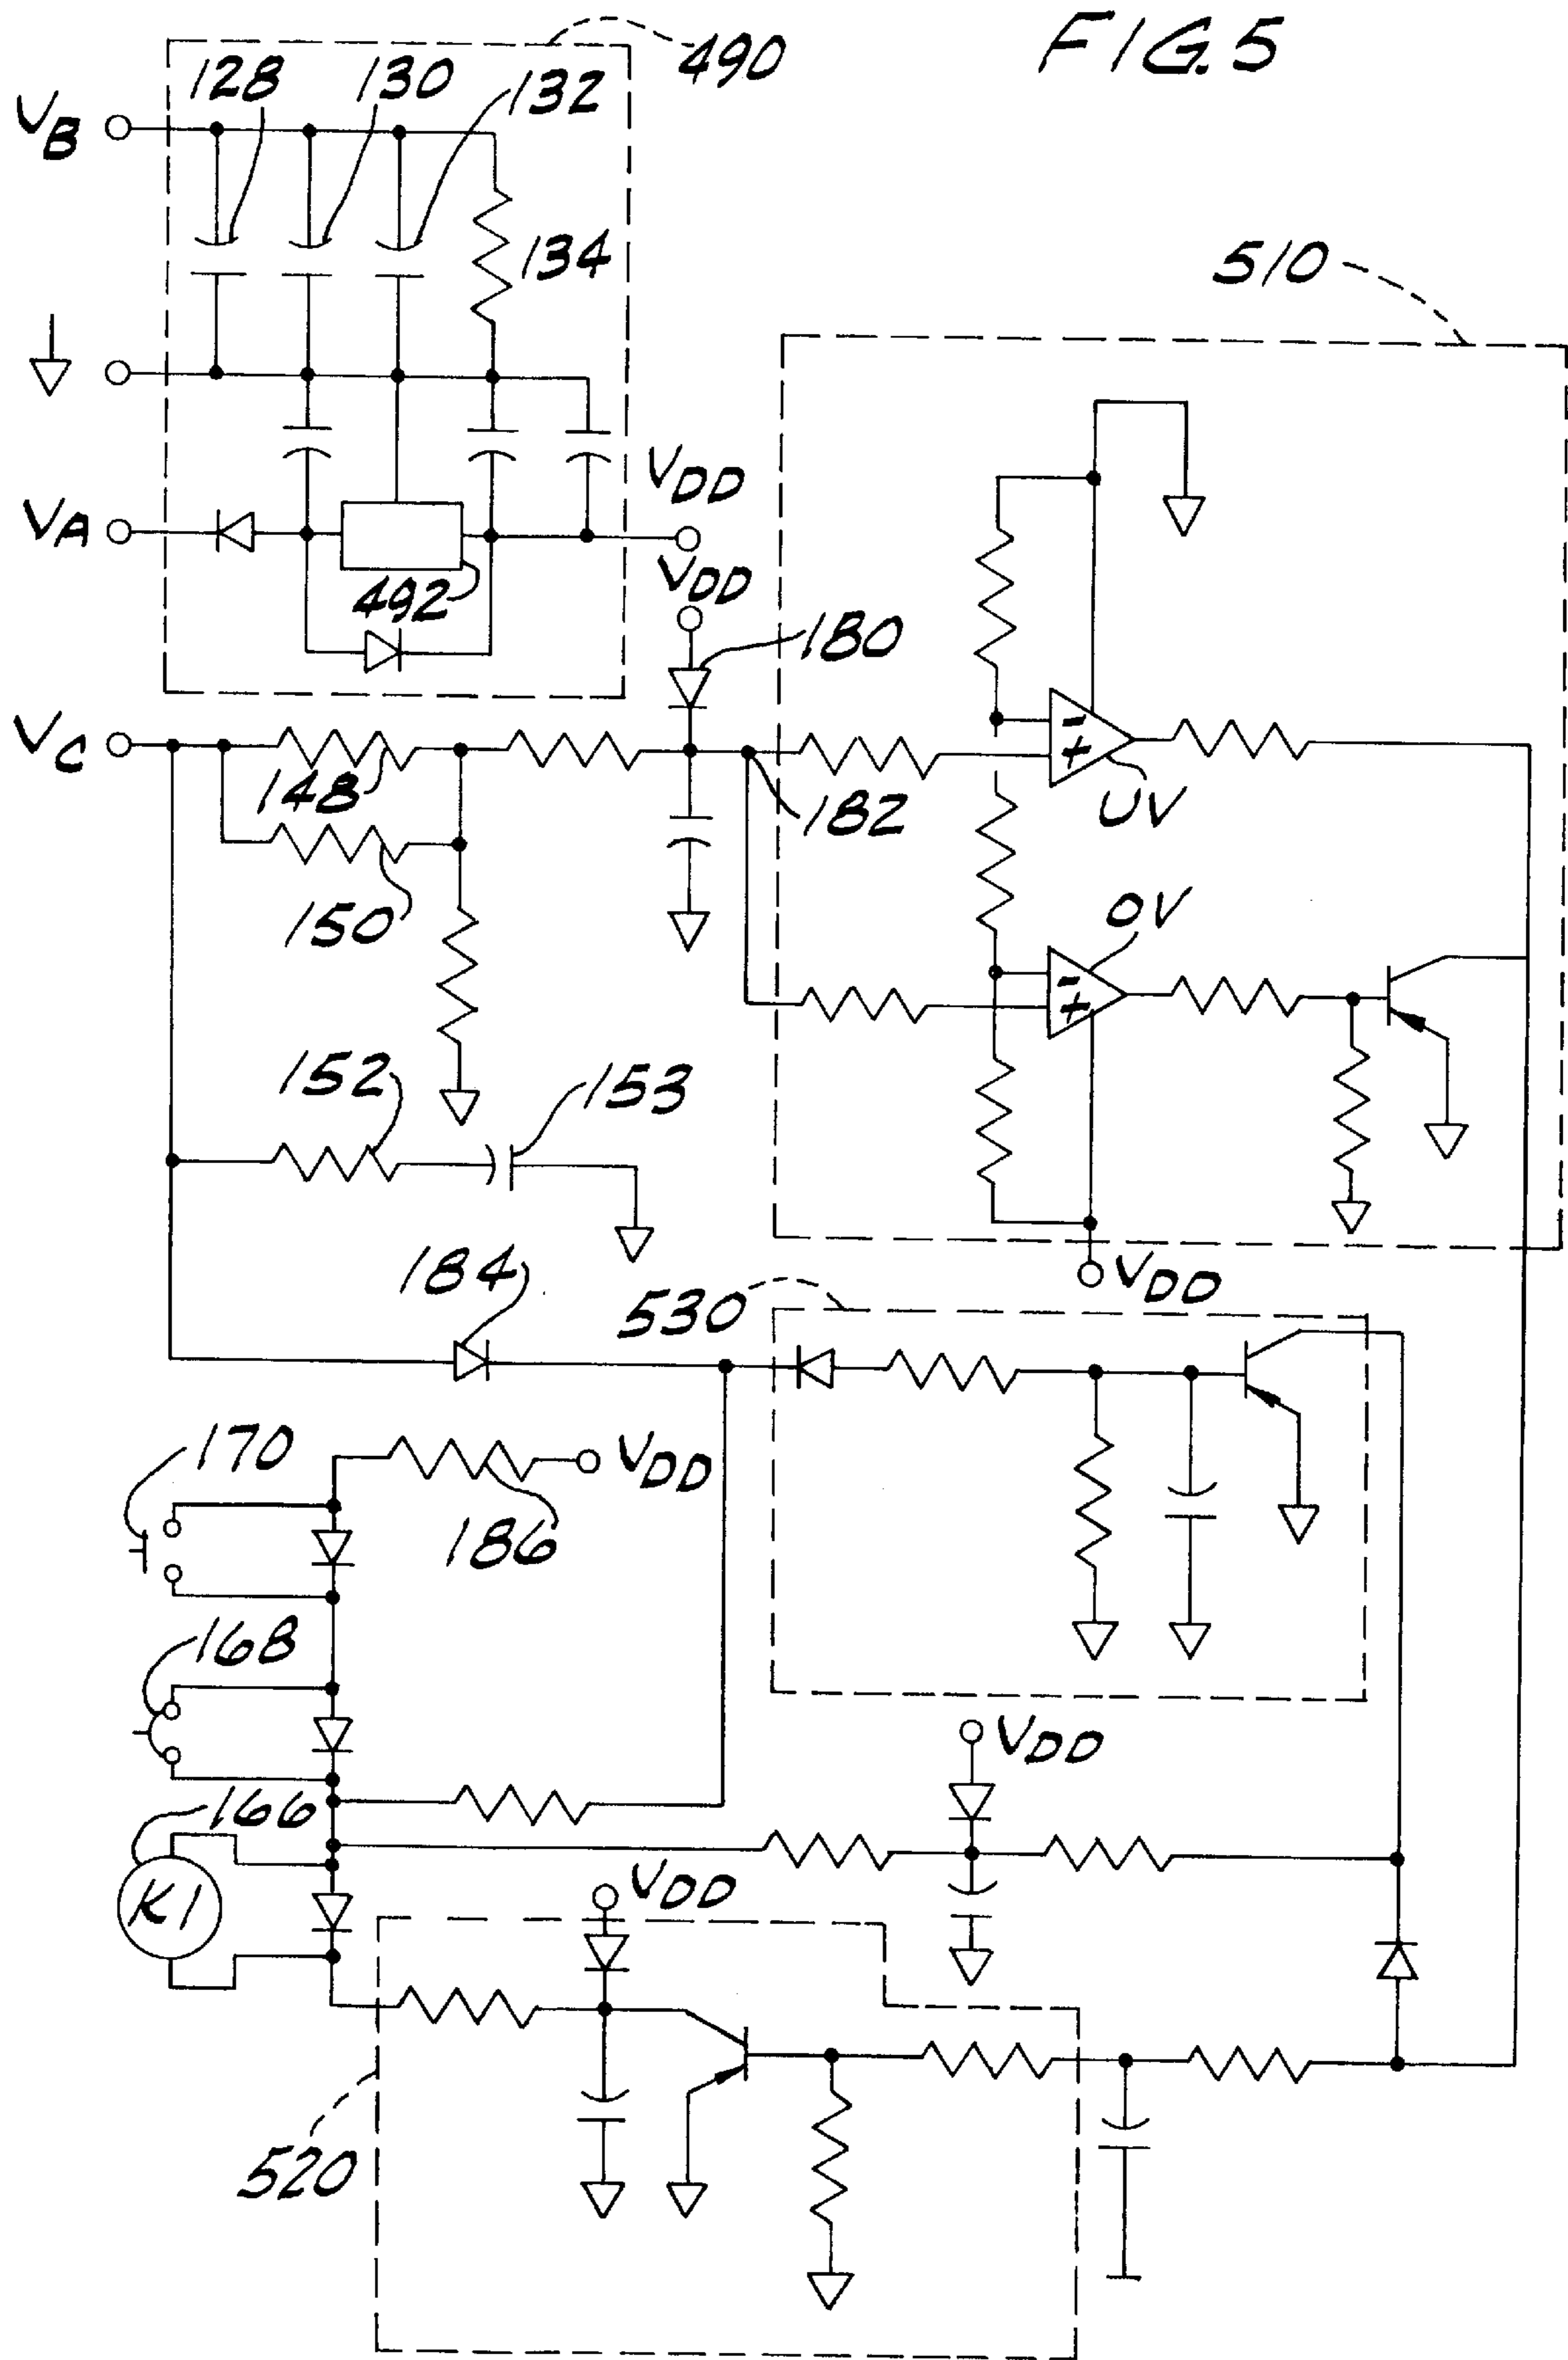 FIG. 5
490
128 130 132
VB
134
510
VDD
VA
492
VDD
180
VC
148
182
UV
150
OV
152
153
184
VDD
530
170
VDD
186
168
VDD
166
K1
VDD
520
- +
- +